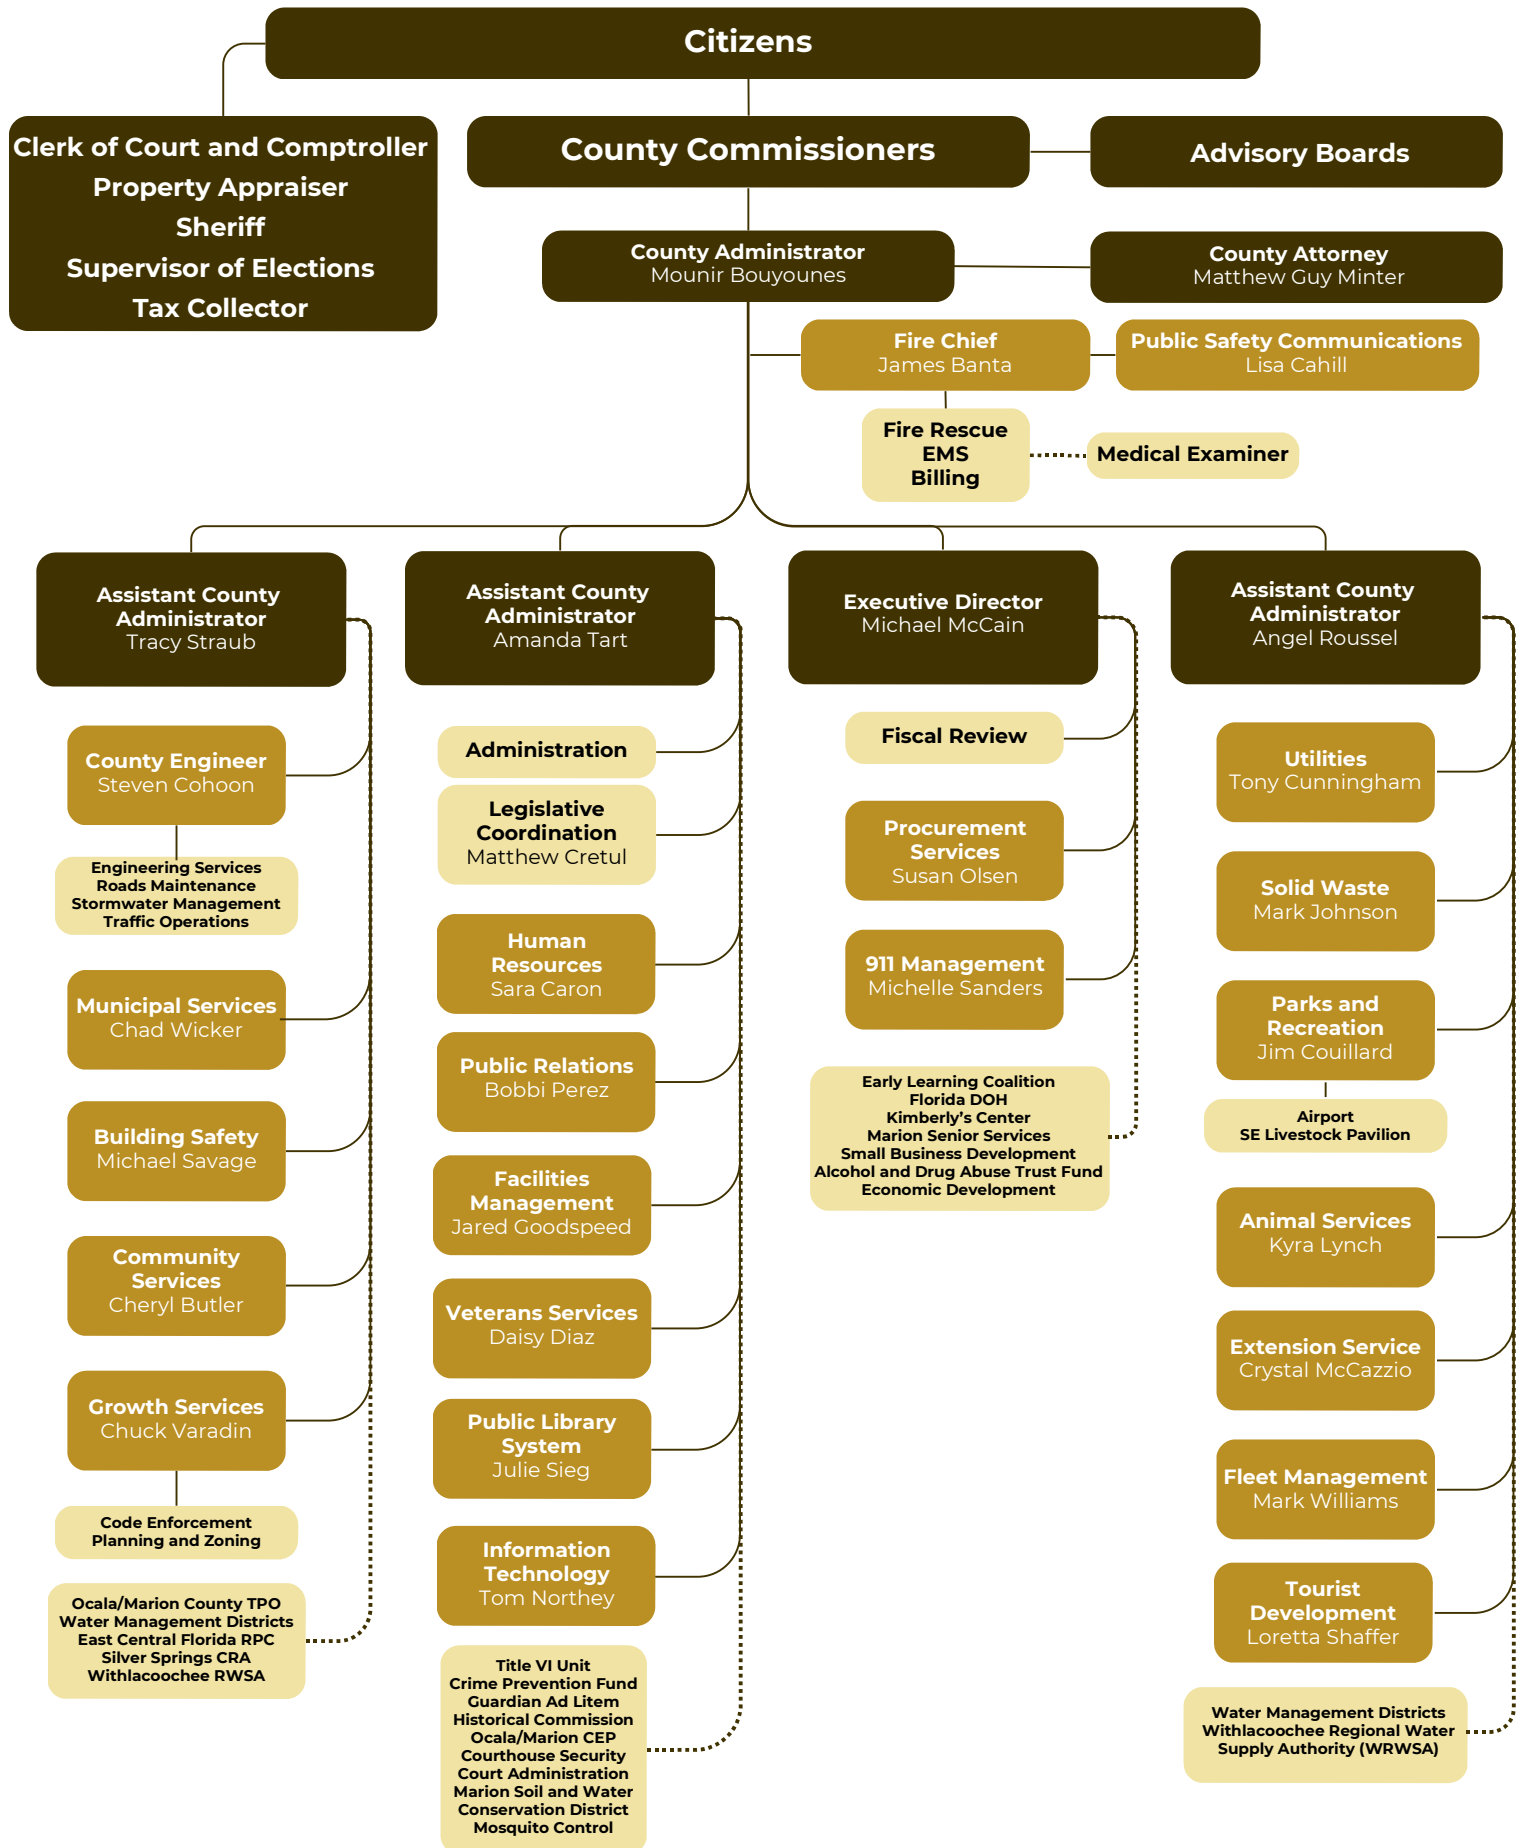 Citizens
Clerk of Court and Comptroller
Property Appraiser
Sheriff
Supervisor of Elections
Tax Collector
County Commissioners
Advisory Boards
County Administrator
Mounir Bouyounes
County Attorney
Matthew Guy Minter
Fire Chief
James Banta
Public Safety Communications
Lisa Cahill
Fire Rescue
EMS
Billing
Medical Examiner
Assistant County
Administrator
Tracy Straub
County Engineer
Steven Cohoon
Engineering Services
Roads Maintenance
Stormwater Management
Traffic Operations
Municipal Services
Chad Wicker
Building Safety
Michael Savage
Community
Services
Cheryl Butler
Growth Services
Chuck Varadin
Code Enforcement
Planning and Zoning
Ocala/Marion County TPO
Water Management Districts
East Central Florida RPC
Silver Springs CRA
Withlacoochee RWSA
Assistant County
Administrator
Amanda Tart
Administration
Legislative
Coordination
Matthew Cretul
Human
Resources
Sara Caron
Public Relations
Bobbi Perez
Facilities
Management
Jared Goodspeed
Veterans Services
Daisy Diaz
Public Library
System
Julie Sieg
Information
Technology
Tom Northey
Title VI Unit
Crime Prevention Fund
Guardian Ad Litem
Historical Commission
Ocala/Marion CEP
Courthouse Security
Court Administration
Marion Soil and Water
Conservation District
Mosquito Control
Executive Director
Michael McCain
Fiscal Review
Procurement
Services
Susan Olsen
911 Management
Michelle Sanders
Early Learning Coalition
Florida DOH
Kimberly’s Center
Marion Senior Services
Small Business Development
Alcohol and Drug Abuse Trust Fund
Economic Development
Assistant County
Administrator
Angel Roussel
Utilities
Tony Cunningham
Solid Waste
Mark Johnson
Parks and
Recreation
Jim Couillard
Airport
SE Livestock Pavilion
Animal Services
Kyra Lynch
Extension Service
Crystal McCazzio
Fleet Management
Mark Williams
Tourist
Development
Loretta Shaffer
Water Management Districts
Withlacoochee Regional Water
Supply Authority (WRWSA)